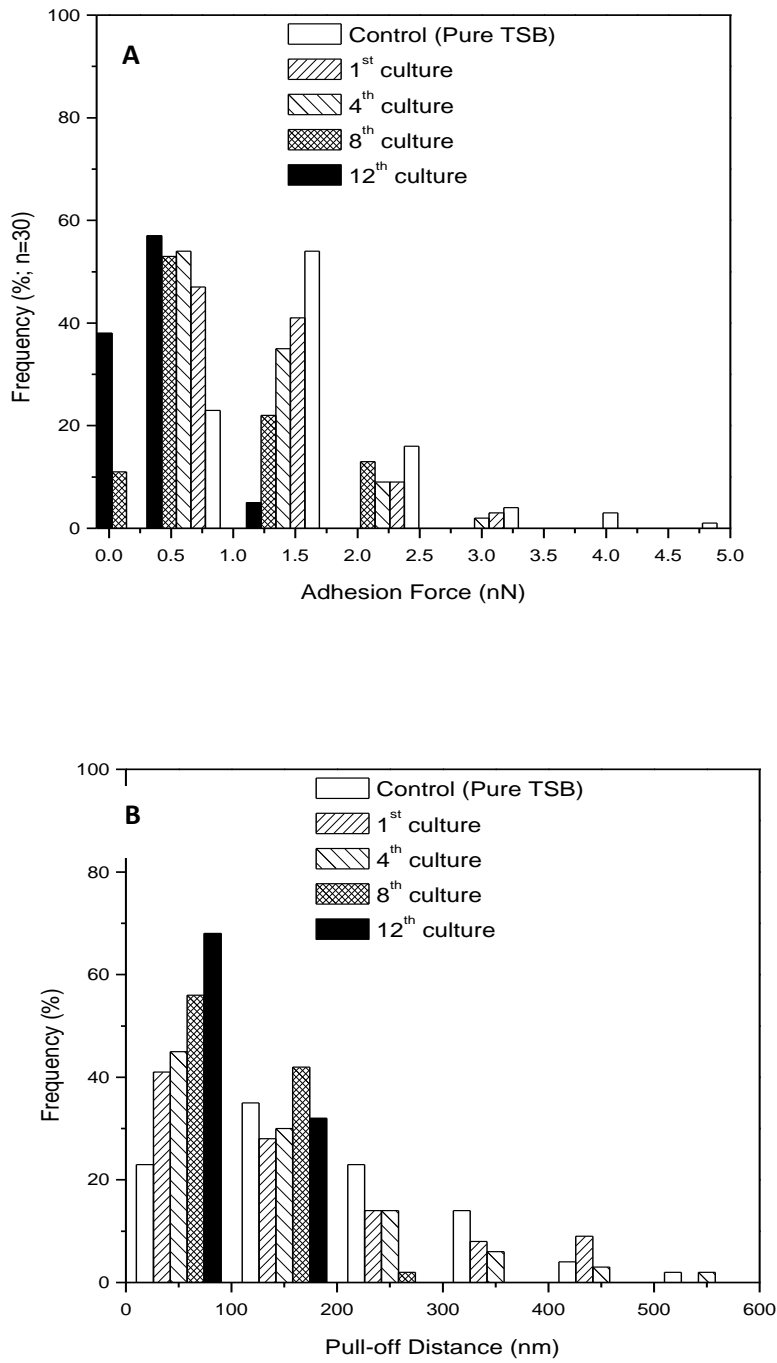 A
Control (Pure TSB)
1st culture
4th culture
8th culture
12th culture
100
80
60
40
20
0
Frequency (%; n=30)
0.0 0.5 1.0 1.5 2.0 2.5 3.0 3.5 4.0 4.5 5.0
Adhesion Force (nN)
B
Control (Pure TSB)
1st culture
4th culture
8th culture
12th culture
100
80
60
40
20
0
Frequency (%)
0 100 200 300 400 500 600
Pull-off Distance (nm)